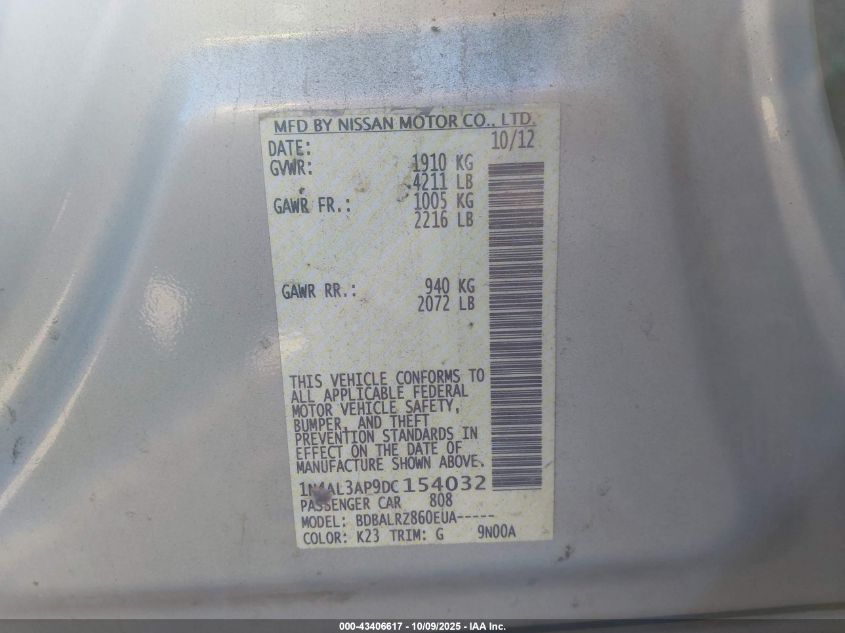 MFD BY NISSAN MOTOR CO., LTD.
DATE: 10/12
GVWR: 1910 KG
4211 LB
GAWR FR.: 1005 KG
2216 LB
GAWR RR.: 940 KG
2072 LB
THIS VEHICLE CONFORMS TO
ALL APPLICABLE FEDERAL
MOTOR VEHICLE SAFETY,
BUMPER, AND THEFT
PREVENTION STANDARDS IN
EFFECT ON THE DATE OF
MANUFACTURE SHOWN ABOVE.
1N4AL3AP9DC154032
PASSENGER CAR 808
MODEL: BDBALRZ860EUA-----
COLOR: K23 TRIM: G 9N00A
000-43406617 - 10/09/2025 - IAA Inc.